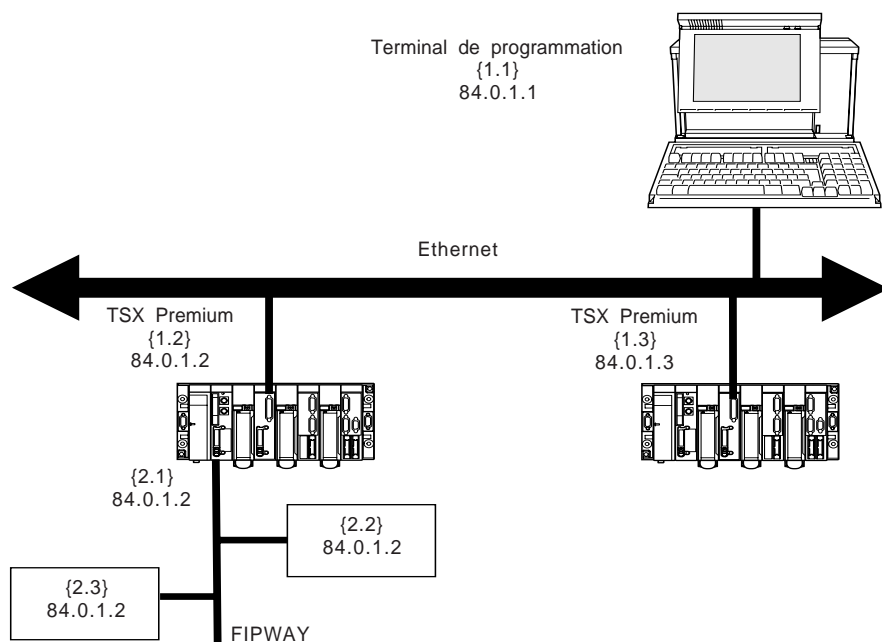 Terminal de programmation
{1.1}
84.0.1.1
Ethernet
TSX Premium
{1.2}
84.0.1.2
TSX Premium
{1.3}
84.0.1.3
{2.1}
84.0.1.2
{2.2}
84.0.1.2
{2.3}
84.0.1.2
FIPWAY